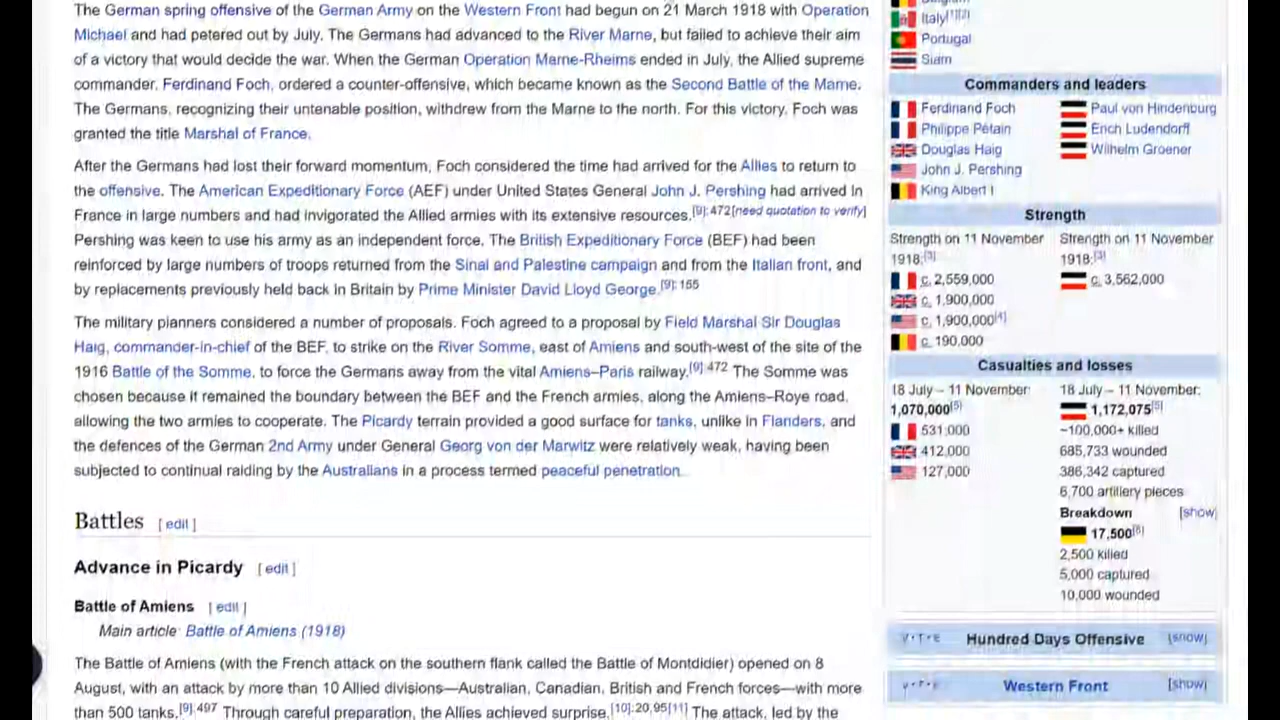 The German spring offensive of the German Army on the Western Front had begun on 21 March 1918 with Operation
Michael and had petered out by July. The Germans had advanced to the River Marne, but failed to achieve their aim
of a victory that would decide the war. When the German Operation Marne-Rheims ended in July, the Allied supreme
commander, Ferdinand Foch, ordered a counter-offensive, which became known as the Second Battle of the Marne.
The Germans, recognizing their untenable position, withdrew from the Marne to the north. For this victory, Foch was
granted the title Marshal of France.
After the Germans had lost their forward momentum, Foch considered the time had arrived for the Allies to return to
the offensive. The American Expeditionary Force (AEF) under United States General John J. Pershing had arrived in
France in large numbers and had invigorated the Allied armies with its extensive resources.[9]:472[need quotation to verify]
Pershing was keen to use his army as an independent force. The British Expeditionary Force (BEF) had been
reinforced by large numbers of troops returned from the Sinai and Palestine campaign and from the Italian front, and
by replacements previously held back in Britain by Prime Minister David Lloyd George.[9]:155
The military planners considered a number of proposals. Foch agreed to a proposal by Field Marshal Sir Douglas
Haig, commander-in-chief of the BEF, to strike on the River Somme, east of Amiens and south-west of the site of the
1916 Battle of the Somme, to force the Germans away from the vital Amiens–Paris railway.[9]:472 The Somme was
chosen because it remained the boundary between the BEF and the French armies, along the Amiens–Roye road,
allowing the two armies to cooperate. The Picardy terrain provided a good surface for tanks, unlike in Flanders, and
the defences of the German 2nd Army under General Georg von der Marwitz were relatively weak, having been
subjected to continual raiding by the Australians in a process termed peaceful penetration.
Battles [ edit ]
Advance in Picardy [ edit ]
Battle of Amiens [ edit ]
Main article: Battle of Amiens (1918)
The Battle of Amiens (with the French attack on the southern flank called the Battle of Montdidier) opened on 8
August, with an attack by more than 10 Allied divisions—Australian, Canadian, British and French forces—with more
than 500 tanks.[9]:497 Through careful preparation, the Allies achieved surprise.[10]:20,95[11] The attack, led by the
Belgium
Italy[1][2]
Portugal
Siam
Commanders and leaders
Ferdinand Foch
Philippe Pétain
Douglas Haig
John J. Pershing
King Albert I
Paul von Hindenburg
Erich Ludendorff
Wilhelm Groener
Strength
Strength on 11 November
1918:[3]
c. 2,559,000
c. 1,900,000
c. 1,900,000[4]
c. 190,000
Strength on 11 November
1918:[3]
c. 3,562,000
Casualties and losses
18 July – 11 November:
1,070,000[5]
531,000
412,000
127,000
18 July – 11 November:
1,172,075[5]
~100,000+ killed
685,733 wounded
386,342 captured
6,700 artillery pieces
Breakdown [show]
17,500[6]
2,500 killed
5,000 captured
10,000 wounded
V·T·E Hundred Days Offensive [show]
V·T·E Western Front [show]